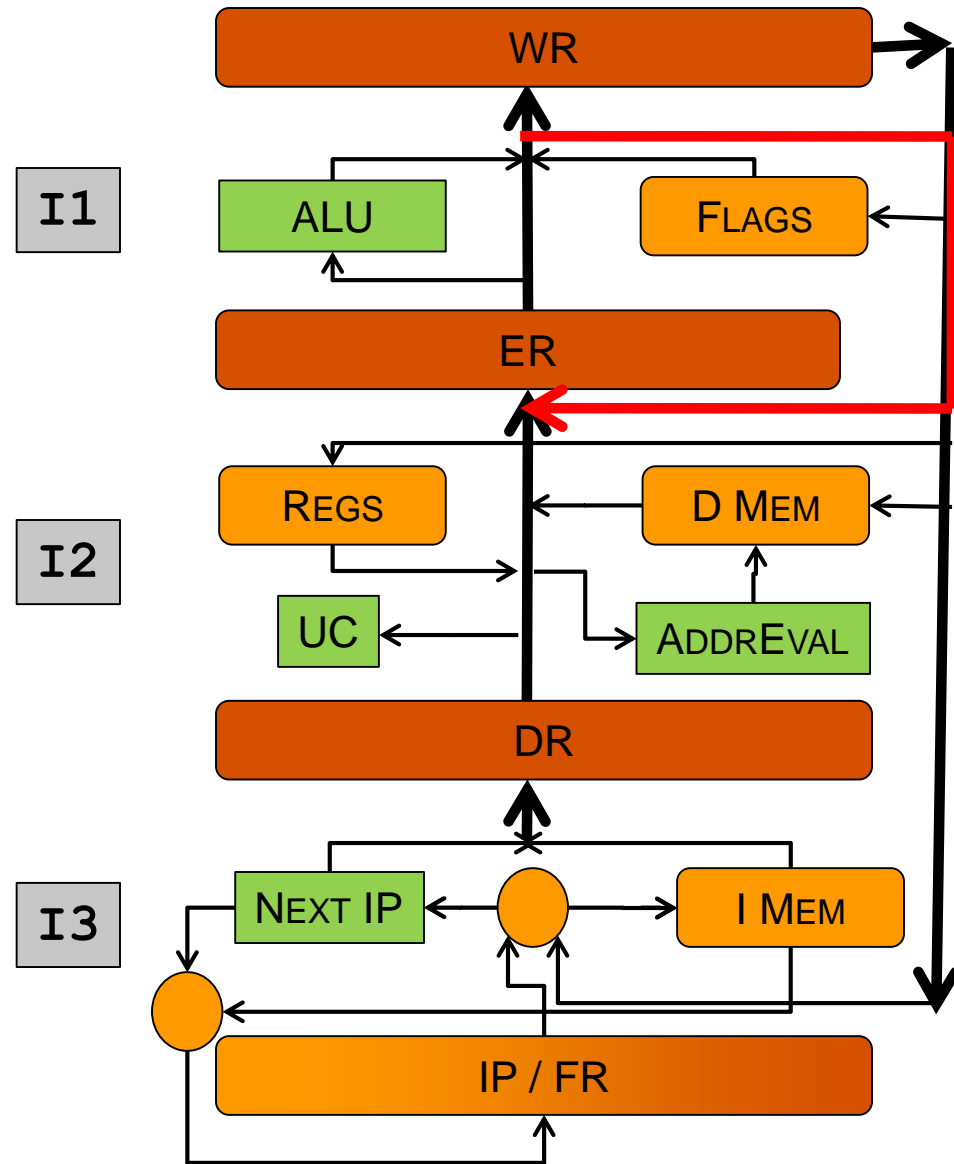 WR
I1
ALU
FLAGS
ER
REGS
D MEM
I2
UC
ADDREVAL
DR
I3
NEXT IP
I MEM
IP / FR